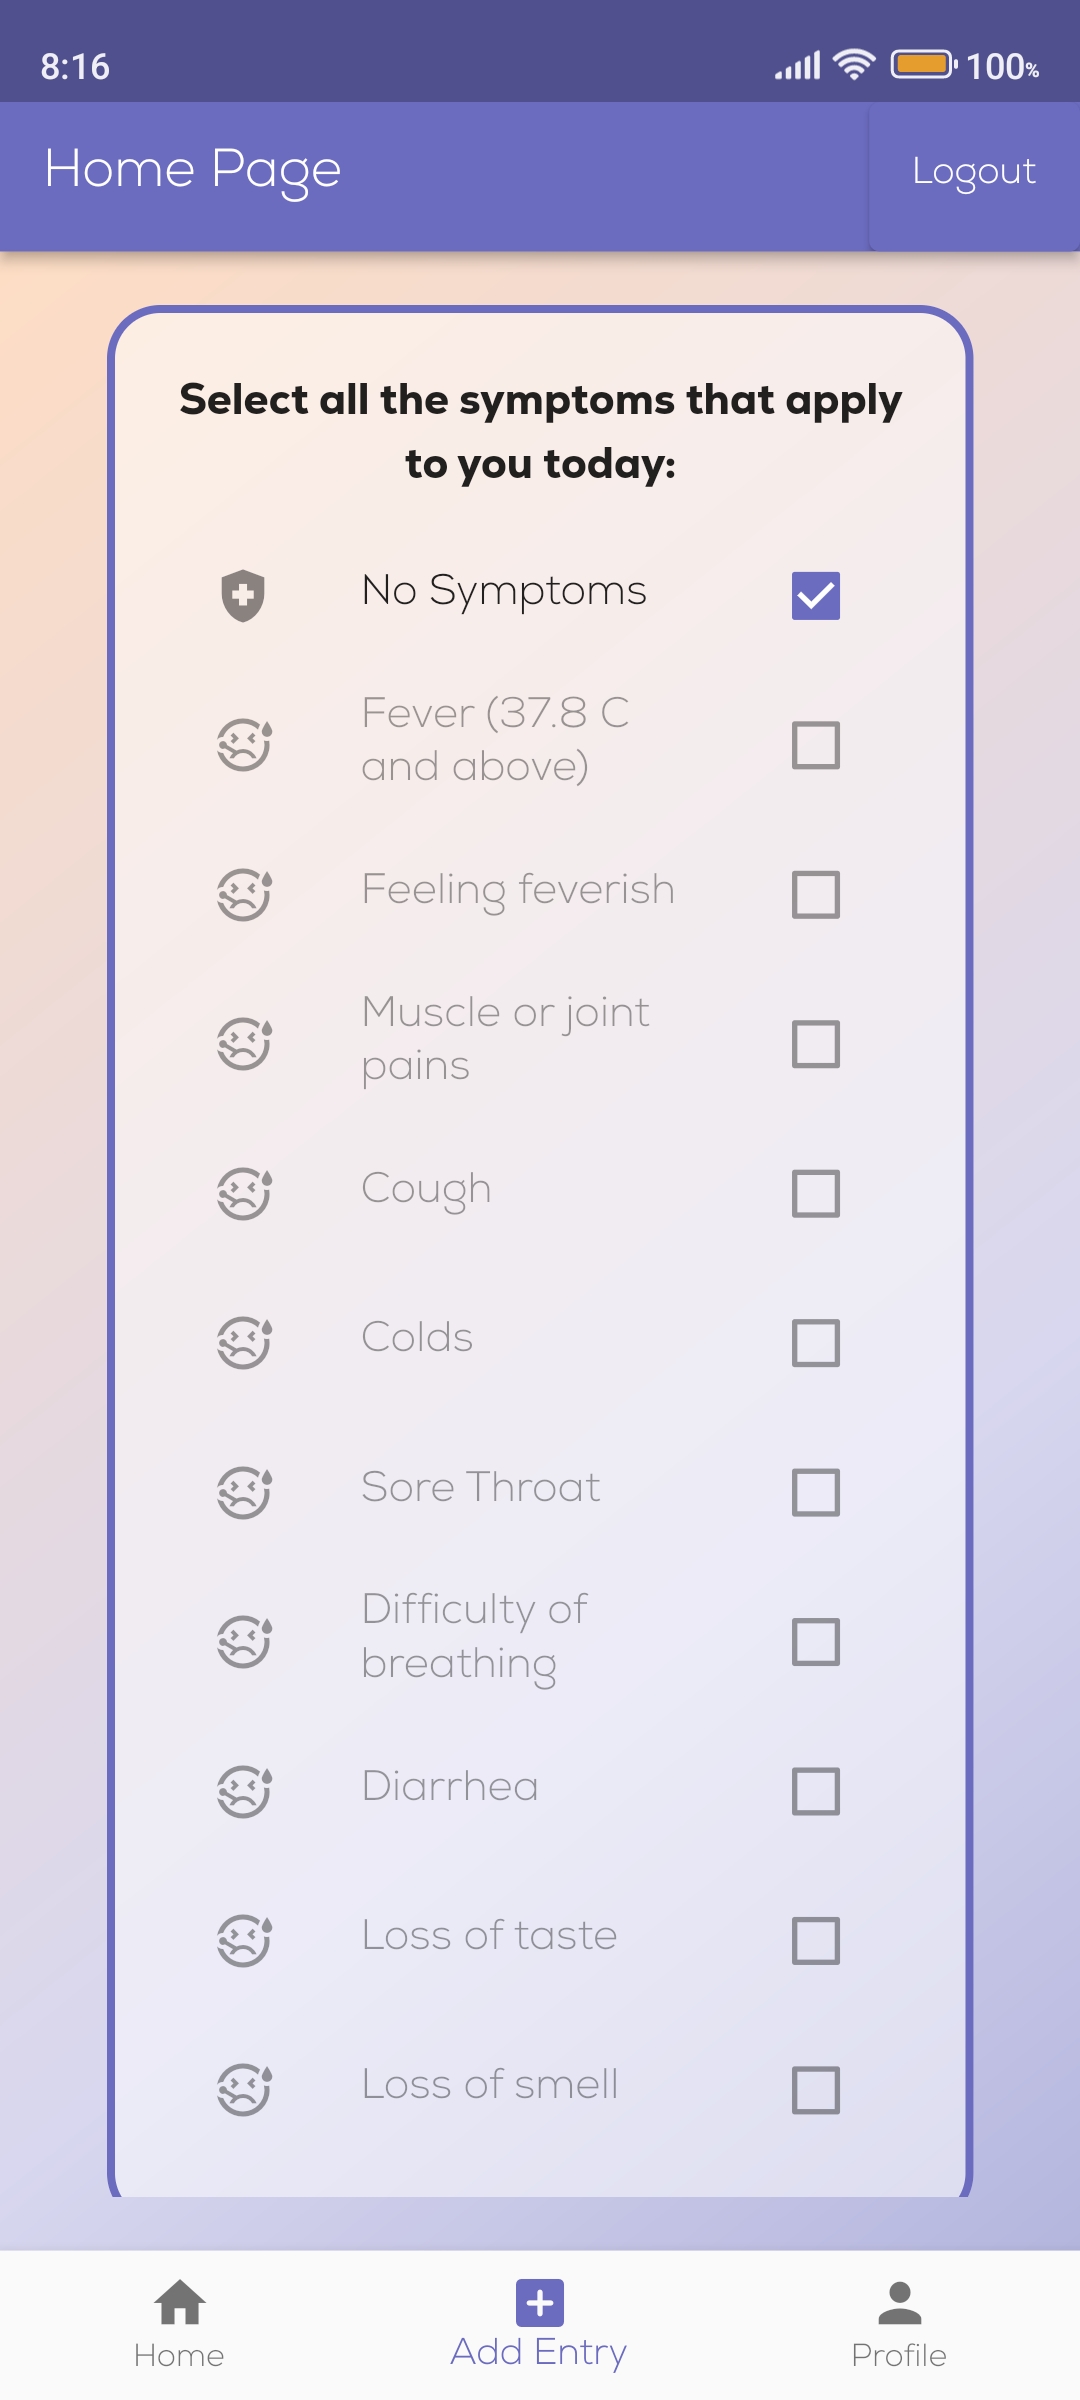 8:16
100%
Home Page
Logout
Select all the symptoms that apply
to you today:
No Symptoms
Fever (37.8 C
and above)
Feeling feverish
Muscle or joint
pains
Cough
Colds
Sore Throat
Difficulty of
breathing
Diarrhea
Loss of taste
Loss of smell
Home
Add Entry
Profile